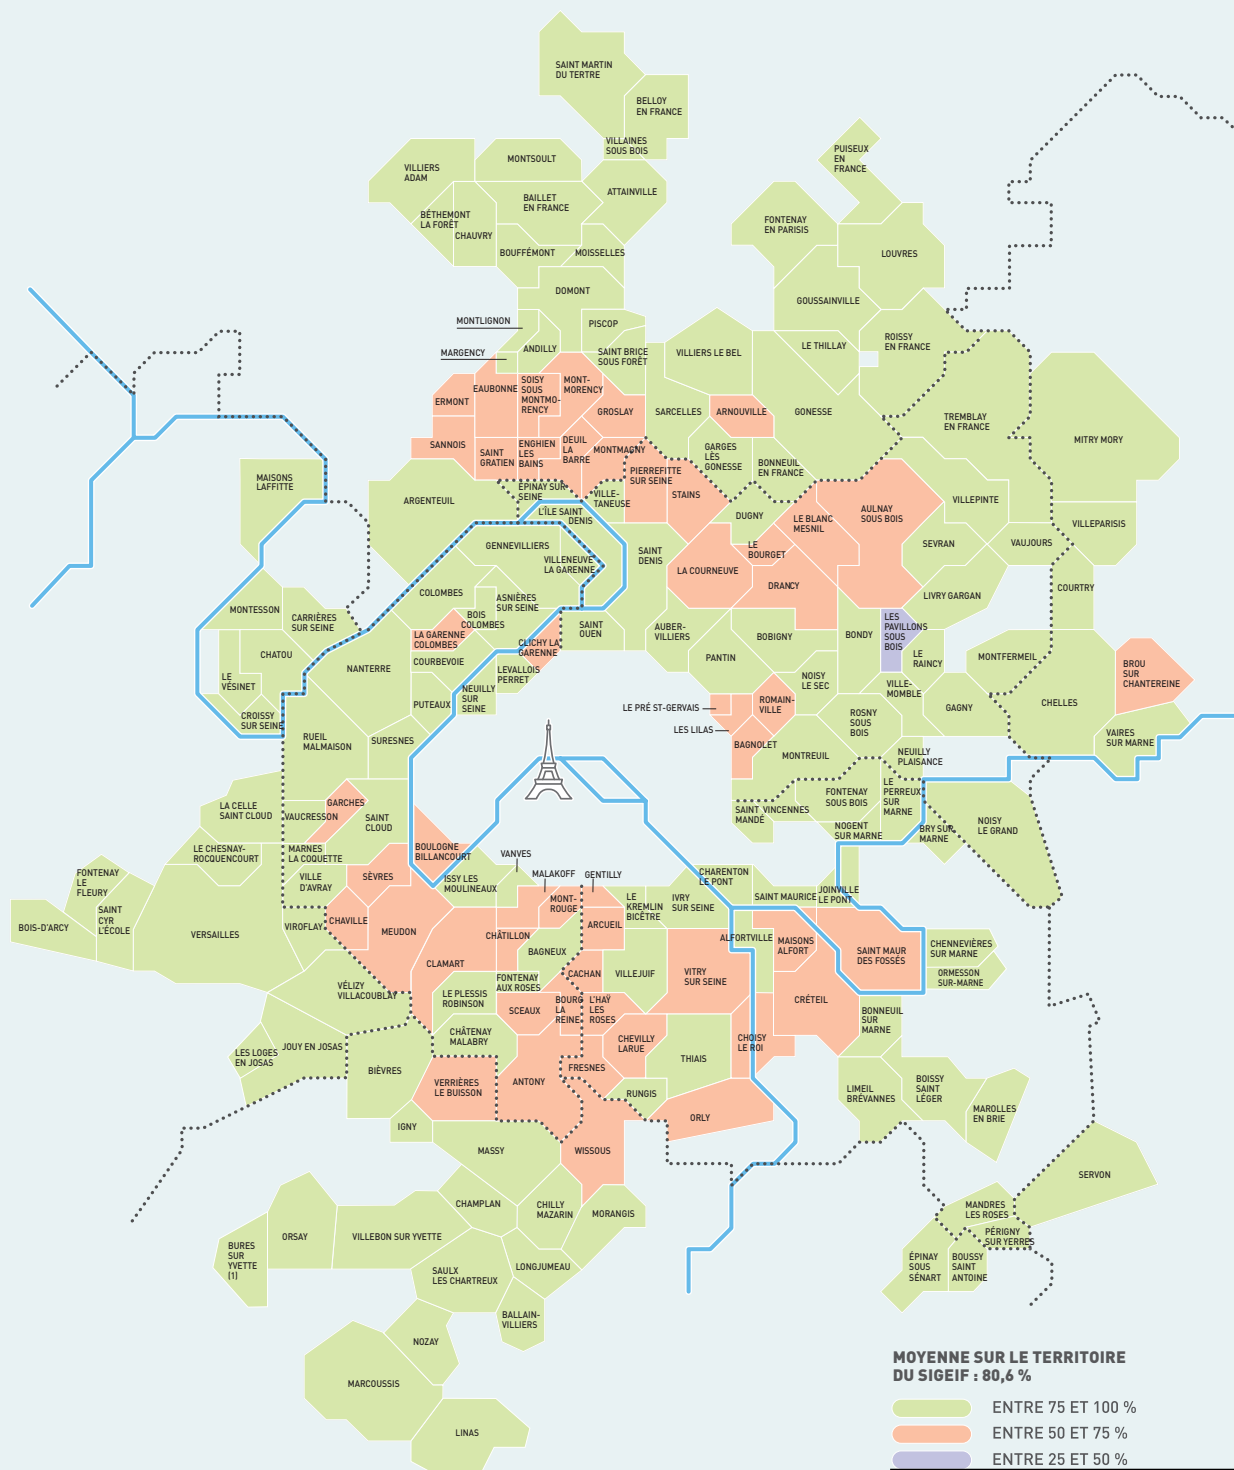 SAINT MARTIN
DU TERTRE
BELLOY
EN FRANCE
VILLAINES
SOUS BOIS
MONTSOULT
VILLIERS
ADAM
PUISEUX
EN
FRANCE
ATTAINVILLE
BAILLET
EN FRANCE
BÉTHEMONT
LA FORÊT
CHAUVRY
FONTENAY
EN PARISIS
BOUFFÉMONT
MOISSELLES
LOUVRES
DOMONT
GOUSSAINVILLE
MONTLIGNON
PISCOP
MARGENCY
ANDILLY
SAINT BRICE
SOUS FORÊT
VILLIERS LE BEL
LE THILLAY
ROISSY
EN FRANCE
EAUBONNE
SOISY
SOUS
MONTMO-
RENCY
MONT-
MORENCY
ERMONT
GROSLAY
SARCELLES
ARNOUVILLE
GONESSE
TREMBLAY
EN FRANCE
MITRY MORY
SANNOIS
SAINT
GRATIEN
ENGHIEN
LES
BAINS
DEUIL
LA
BARRE
MONTMAGNY
GARGES
LÈS
GONESSE
BONNEUIL
EN FRANCE
PIERREFITTE
SUR SEINE
STAINS
MAISONS
LAFFITTE
ARGENTEUIL
ÉPINAY SUR
SEINE
VILLE-
TANEUSE
L'ÎLE SAINT
DENIS
DUGNY
LE BLANC
MESNIL
AULNAY
SOUS BOIS
VILLEPINTE
VILLEPARISIS
GENNEVILLIERS
VILLENEUVE
LA GARENNE
SAINT
DENIS
LE
BOURGET
SEVRAN
VAUJOURS
LA COURNEUVE
DRANCY
COURTRY
COLOMBES
ASNIÈRES
SUR SEINE
LIVRY GARGAN
MONTESSON
CARRIÈRES
SUR SEINE
BOIS
COLOMBES
LA GARENNE
COLOMBES
CLICHY LA
GARENNE
SAINT
OUEN
AUBER-
VILLIERS
BOBIGNY
BONDY
LES
PAVILLONS
SOUS
BOIS
LE
RAINCY
MONTFERMEIL
BROU
SUR
CHANTEREINE
CHATOU
LE
VÉSINET
NANTERRE
COURBEVOIE
LEVALLOIS
PERRET
PANTIN
NOISY
LE SEC
VILLE-
MOMBLE
CROISSY
SUR SEINE
PUTEAUX
NEUILLY
SUR
SEINE
LE PRÉ ST-GERVAIS
ROMAIN-
VILLE
GAGNY
CHELLES
LES LILAS
ROSNY
SOUS
BOIS
RUEIL
MALMAISON
SURESNES
BAGNOLET
MONTREUIL
NEUILLY
PLAISANCE
VAIRES
SUR MARNE
LA CELLE
SAINT CLOUD
GARCHES
VAUCRESSON
SAINT
CLOUD
SAINT
MANDÉ
VINCENNES
FONTENAY
SOUS BOIS
LE
PERREUX
SUR
MARNE
NOGENT
SUR MARNE
BRY SUR
MARNE
NOISY
LE GRAND
LE CHESNAY-
ROCQUENCOURT
MARNES
LA COQUETTE
BOULOGNE
BILLANCOURT
VANVES
FONTENAY
LE
FLEURY
VILLE
D'AVRAY
SÈVRES
ISSY LES
MOULINEAUX
MALAKOFF
GENTILLY
CHARENTON
LE PONT
SAINT MAURICE
JOINVILLE
LE PONT
MONT-
ROUGE
LE
KREMLIN
BICÊTRE
IVRY
SUR SEINE
SAINT
CYR
L'ÉCOLE
BOIS-D'ARCY
VERSAILLES
VIROFLAY
CHAVILLE
MEUDON
CHÂTILLON
ARCUEIL
ALFORTVILLE
MAISONS
ALFORT
SAINT MAUR
DES FOSSÉS
CHENNEVIÈRES
SUR MARNE
ORMESSON
SUR-MARNE
CLAMART
BAGNEUX
VÉLIZY
VILLACOUBLAY
LE PLESSIS
ROBINSON
FONTENAY
AUX ROSES
CACHAN
VILLEJUIF
VITRY
SUR SEINE
CRÉTEIL
SCEAUX
BOURG
LA
REINE
L'HAŸ
LES
ROSES
BONNEUIL
SUR
MARNE
CHÂTENAY
MALABRY
CHEVILLY
LARUE
CHOISY
LE ROI
JOUY EN JOSAS
LES LOGES
EN JOSAS
THIAIS
BIÈVRES
VERRIÈRES
LE BUISSON
ANTONY
FRESNES
RUNGIS
LIMEIL
BRÉVANNES
BOISSY
SAINT
LÉGER
MAROLLES
EN BRIE
IGNY
ORLY
MASSY
WISSOUS
SERVON
CHAMPLAN
CHILLY
MAZARIN
MORANGIS
MANDRES
LES ROSES
ORSAY
VILLEBON SUR YVETTE
PÉRIGNY
SUR YERRES
BURES
SUR
YVETTE
(1)
SAULX
LES CHARTREUX
LONGJUMEAU
ÉPINAY
SOUS
SÉNART
BOUSSY
SAINT
ANTOINE
BALLAIN-
VILLIERS
NOZAY
MARCOUSSIS
LINAS
MOYENNE SUR LE TERRITOIRE
DU SIGEIF : 80,6 %
ENTRE 75 ET 100 %
ENTRE 50 ET 75 %
ENTRE 25 ET 50 %